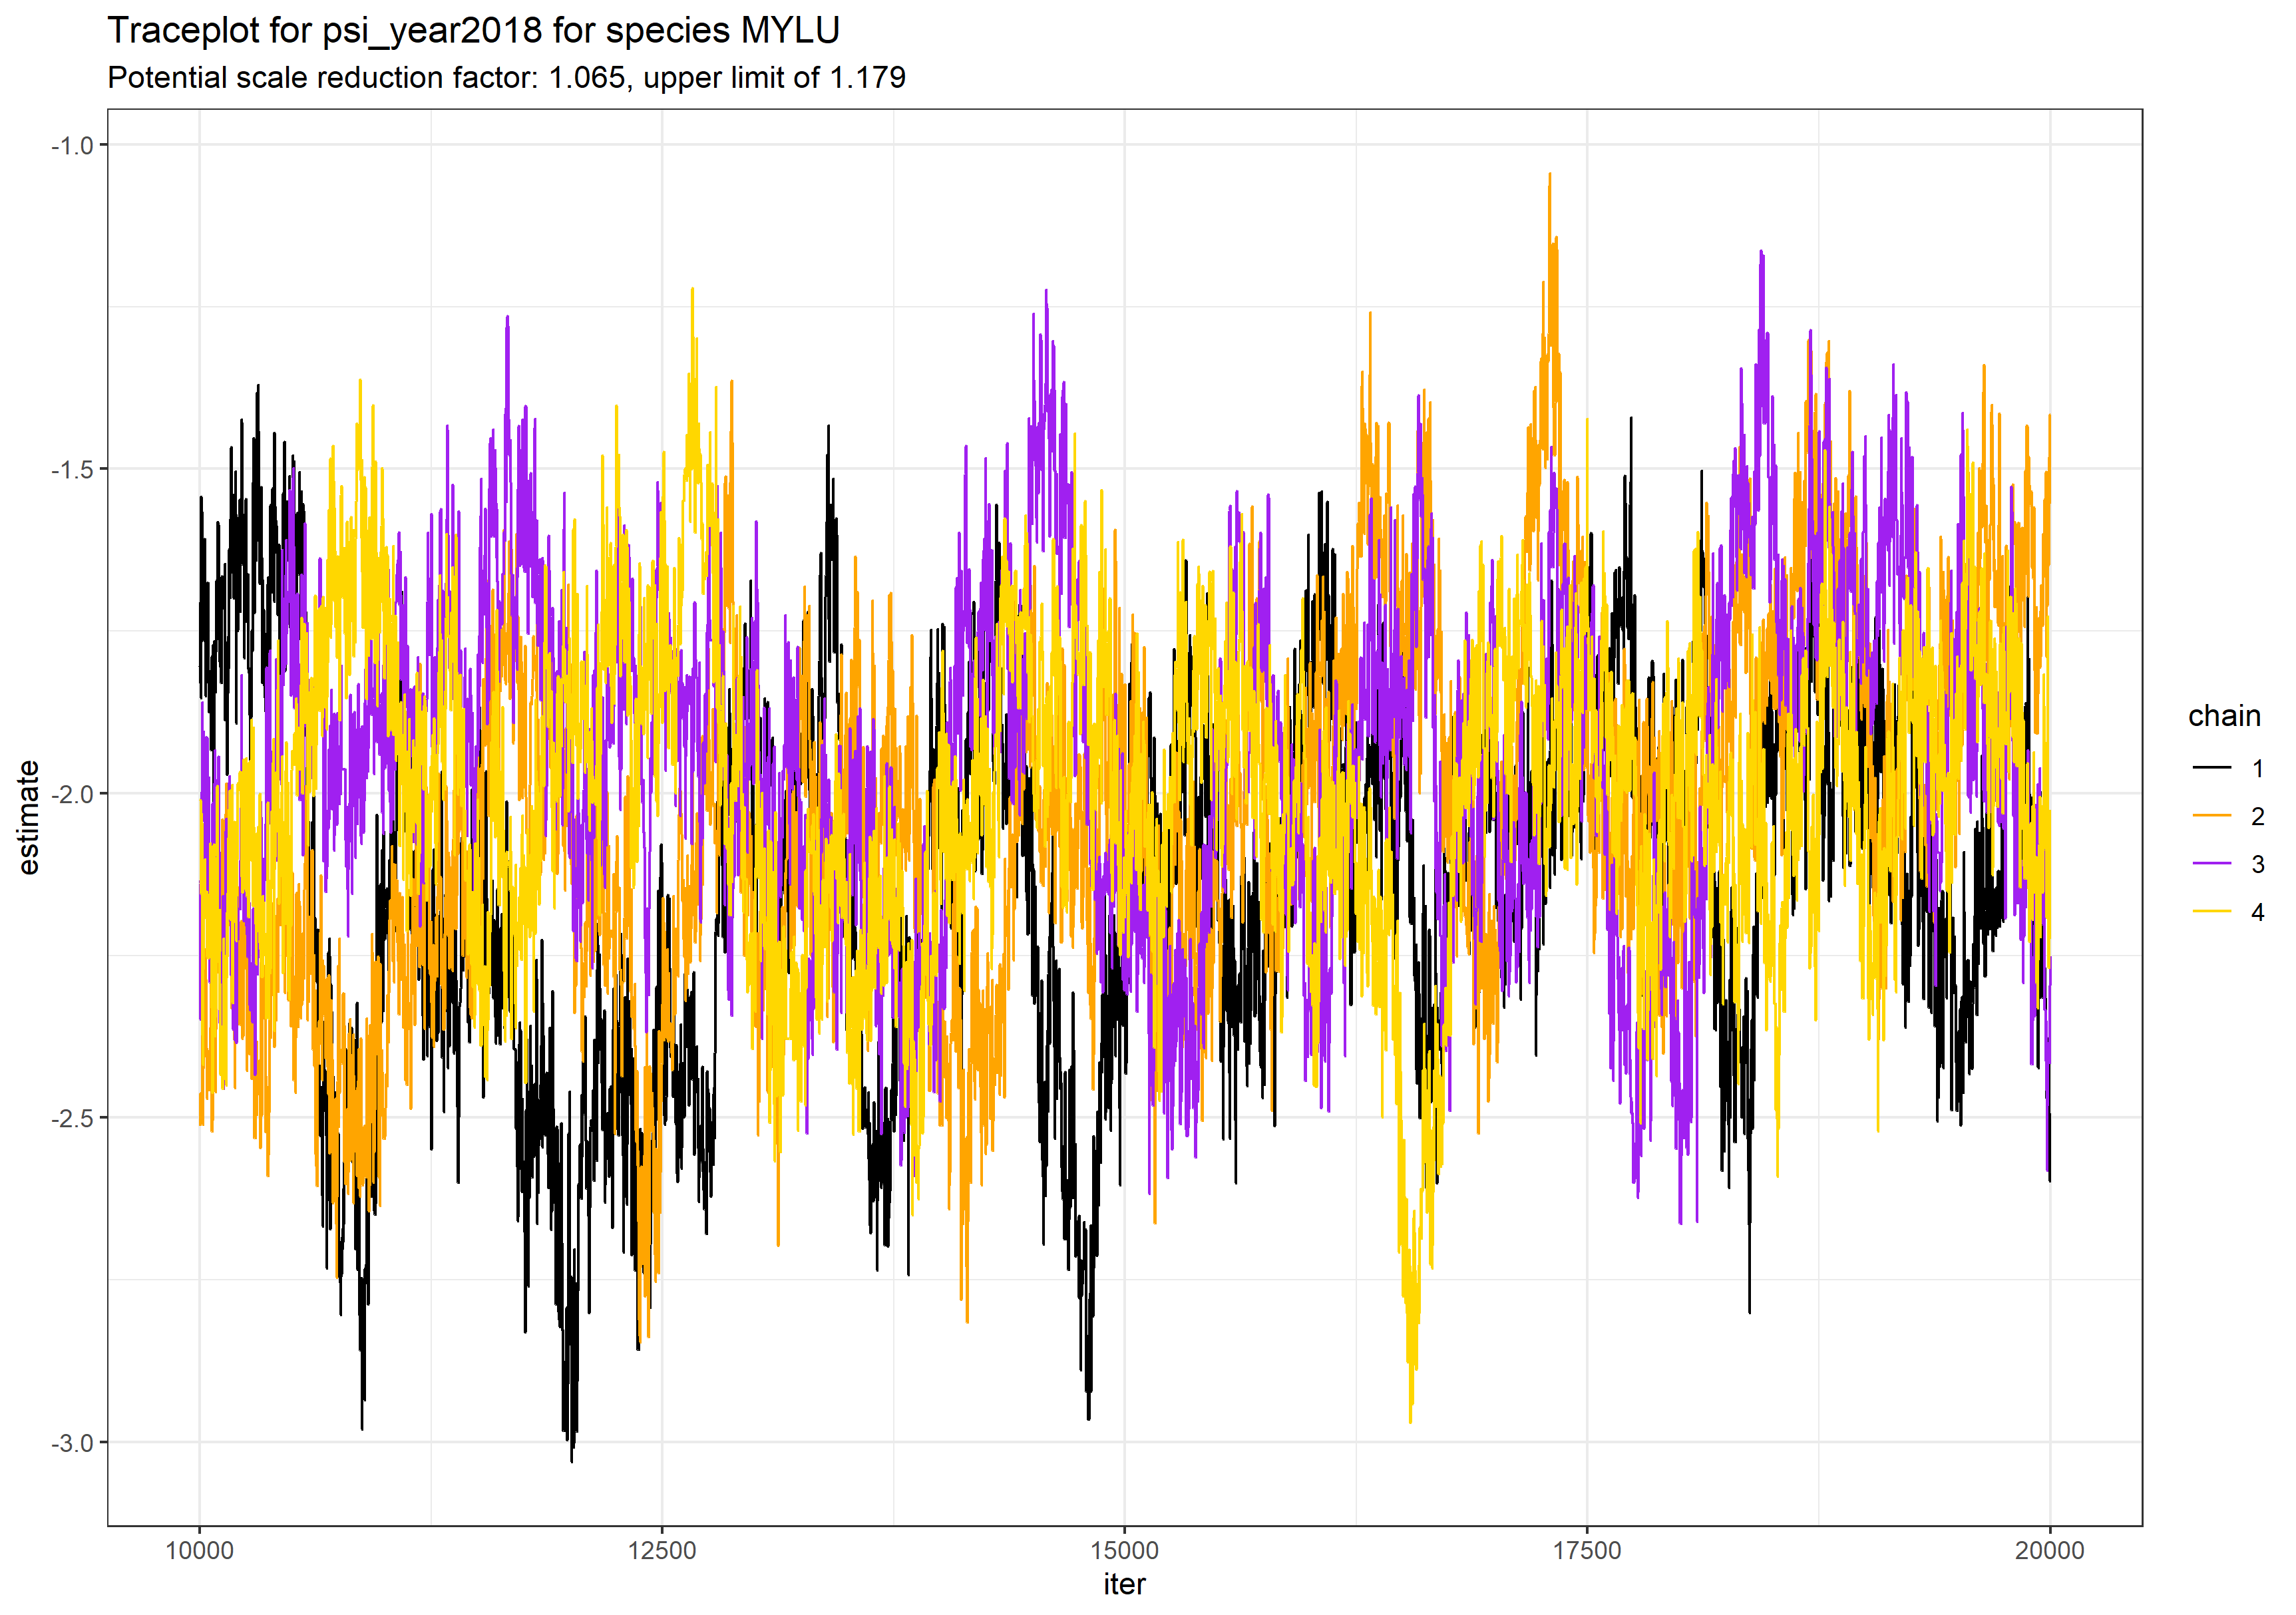 Traceplot for psi_year2018 for species MYLU
Potential scale reduction factor: 1.065, upper limit of 1.179
-1.0
-1.5
-2.0
-2.5
-3.0
estimate
10000
12500
15000
17500
20000
iter
chain
1
2
3
4